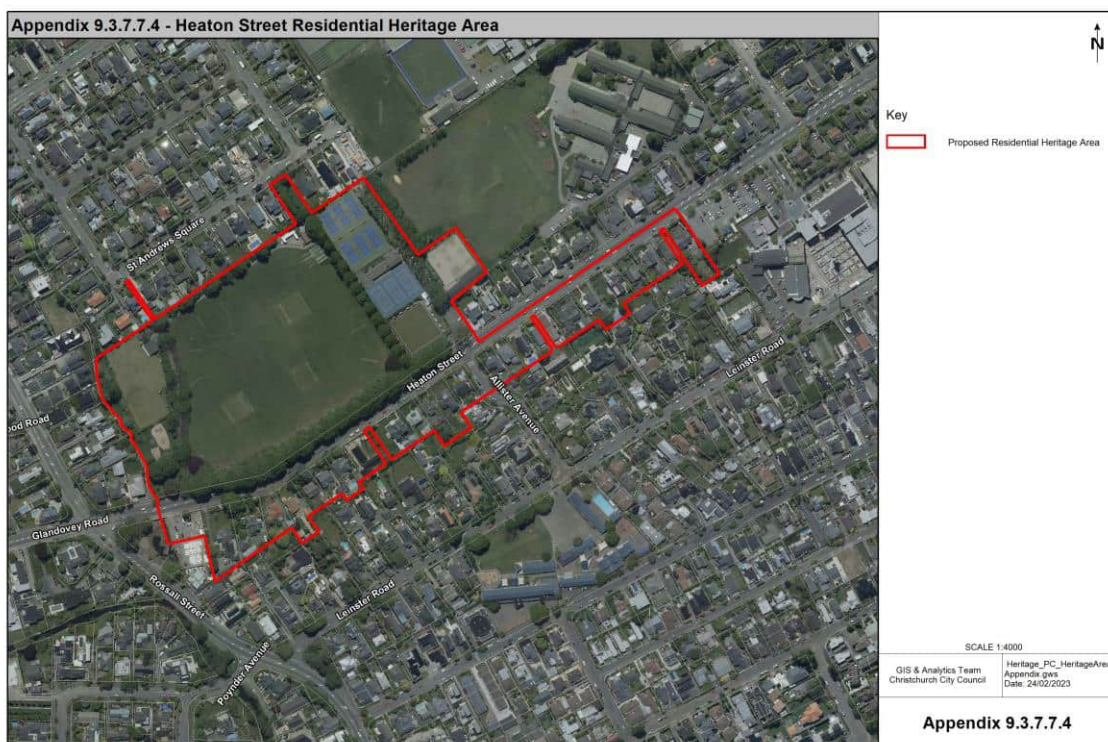 Appendix 9.3.7.7.4 - Heaton Street Residential Heritage Area
N
Key
Proposed Residential Heritage Area
St Andrews Square
Heaton Street
Allister Avenue
Leinster Road
ood Road
Glandovey Road
Rossall Street
Leinster Road
Poynder Avenue
SCALE 1:4000
GIS & Analytics Team
Christchurch City Council
Heritage_PC_HeritageArea
Appendix.gws
Date: 24/02/2023
Appendix 9.3.7.7.4